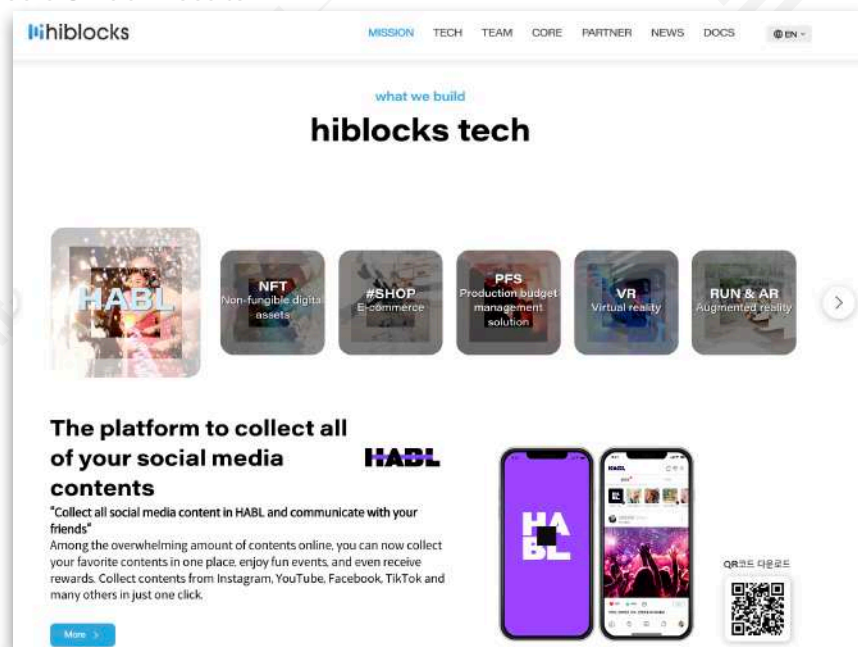 hiblocks
MISSION TECH TEAM CORE PARTNER NEWS DOCS EN
what we build
hiblocks tech
HABL
NFT
Non-fungible digital
assets
#SHOP
E-commerce
PFS
Production budget
management
solution
VR
Virtual reality
RUN & AR
Augmented reality
The platform to collect all
of your social media
contents
HABL
"Collect all social media content in HABL and communicate with your
friends"
Among the overwhelming amount of contents online, you can now collect
your favorite contents in one place, enjoy fun events, and even receive
rewards. Collect contents from Instagram, YouTube, Facebook, TikTok and
many others in just one click.
More >
HA
BL
HABL
QR코드 다운로드